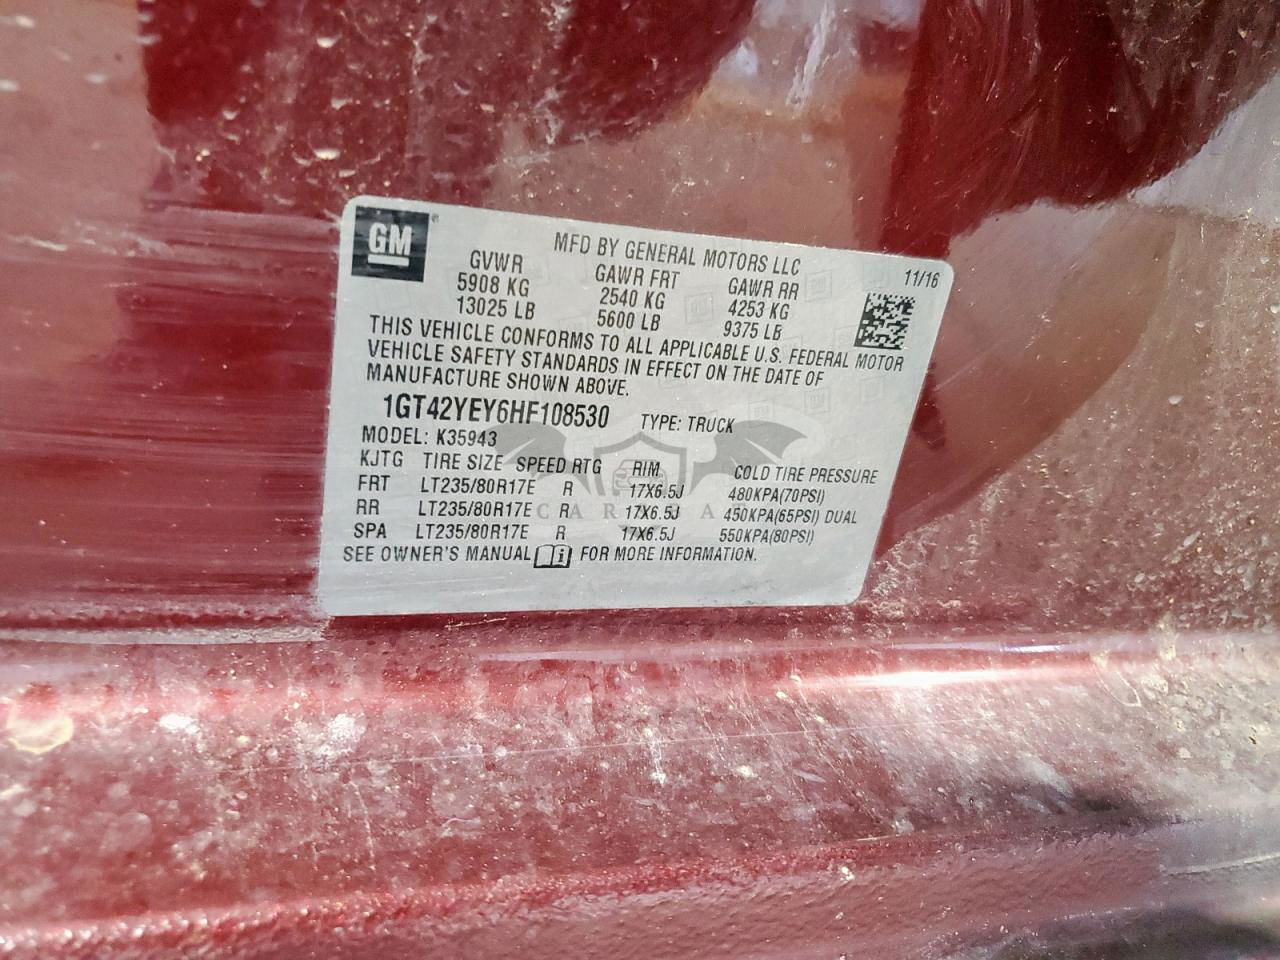 GM
MFD BY GENERAL MOTORS LLC
11/16
GVWR GAWR FRT GAWR RR
5908 KG 2540 KG 4253 KG
13025 LB 5600 LB 9375 LB
THIS VEHICLE CONFORMS TO ALL APPLICABLE U.S. FEDERAL MOTOR
VEHICLE SAFETY STANDARDS IN EFFECT ON THE DATE OF
MANUFACTURE SHOWN ABOVE.
1GT42YEY6HF108530 TYPE: TRUCK
MODEL: K35943
KJTG TIRE SIZE SPEED RTG RIM COLD TIRE PRESSURE
FRT LT235/80R17E R 17X6.5J 480KPA(70PSI)
RR LT235/80R17E R 17X6.5J 450KPA(65PSI) DUAL
SPA LT235/80R17E R 17X6.5J 550KPA(80PSI)
SEE OWNER'S MANUAL FOR MORE INFORMATION.